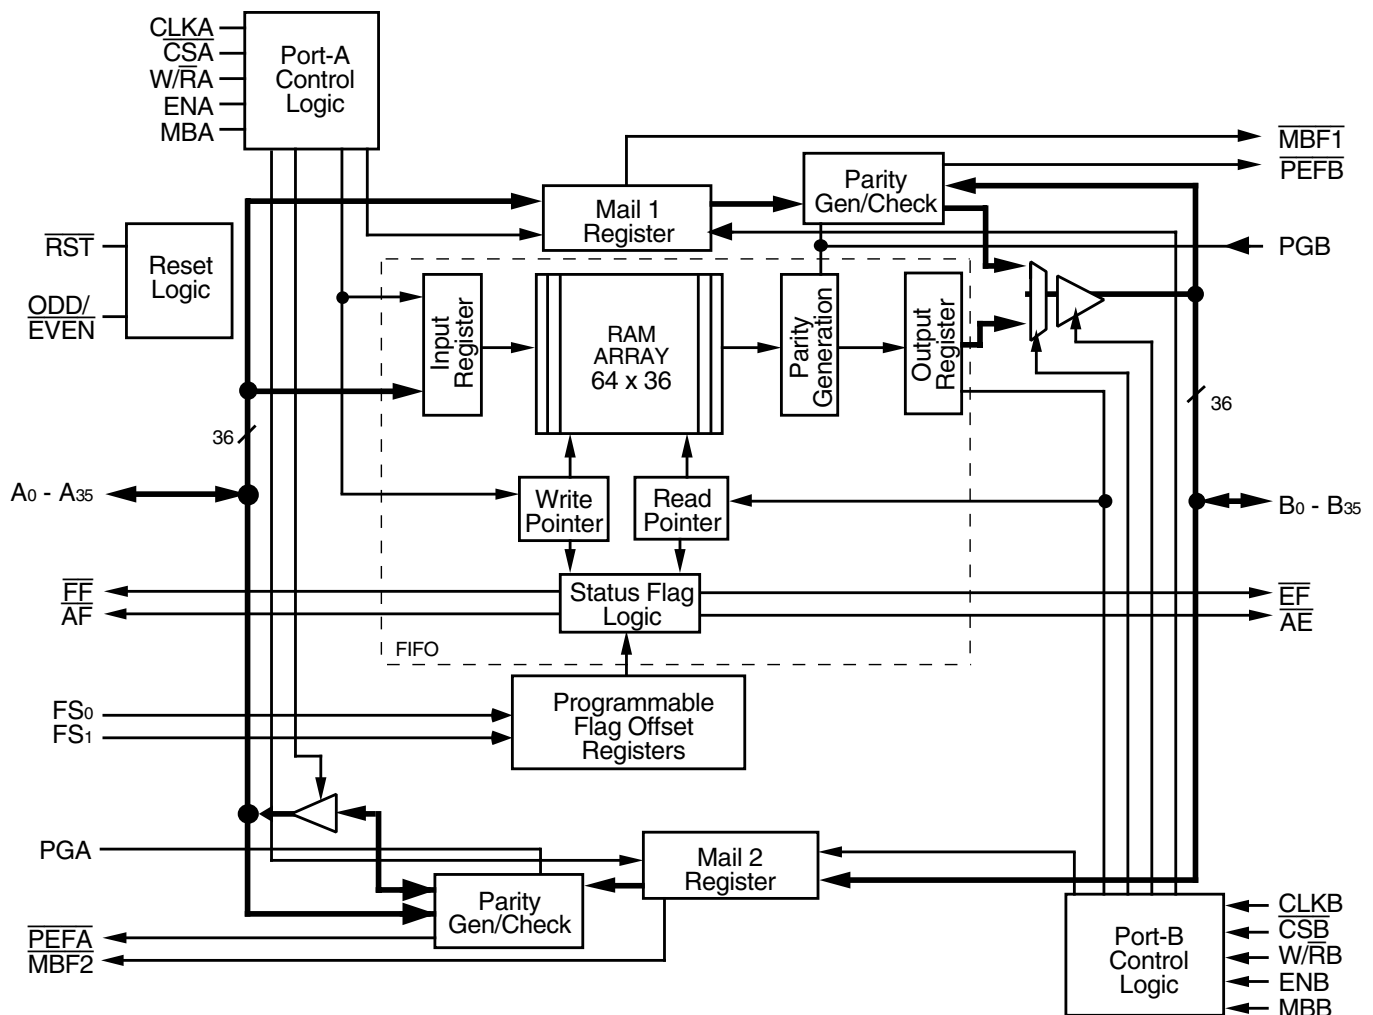 CLKA
CSA
W/RA
ENA
MBA
Port-A
Control
Logic
MBF1
PEFB
Parity
Gen/Check
Mail 1
Register
PGB
RST
ODD/
EVEN
Reset
Logic
Input
Register
RAM
ARRAY
64 x 36
Parity
Generation
Output
Register
36
36
A0 - A35
Write
Pointer
Read
Pointer
B0 - B35
FF
AF
Status Flag
Logic
EF
AE
FIFO
FS0
FS1
Programmable
Flag Offset
Registers
PGA
Mail 2
Register
Parity
Gen/Check
PEFA
MBF2
Port-B
Control
Logic
CLKB
CSB
W/RB
ENB
MBB